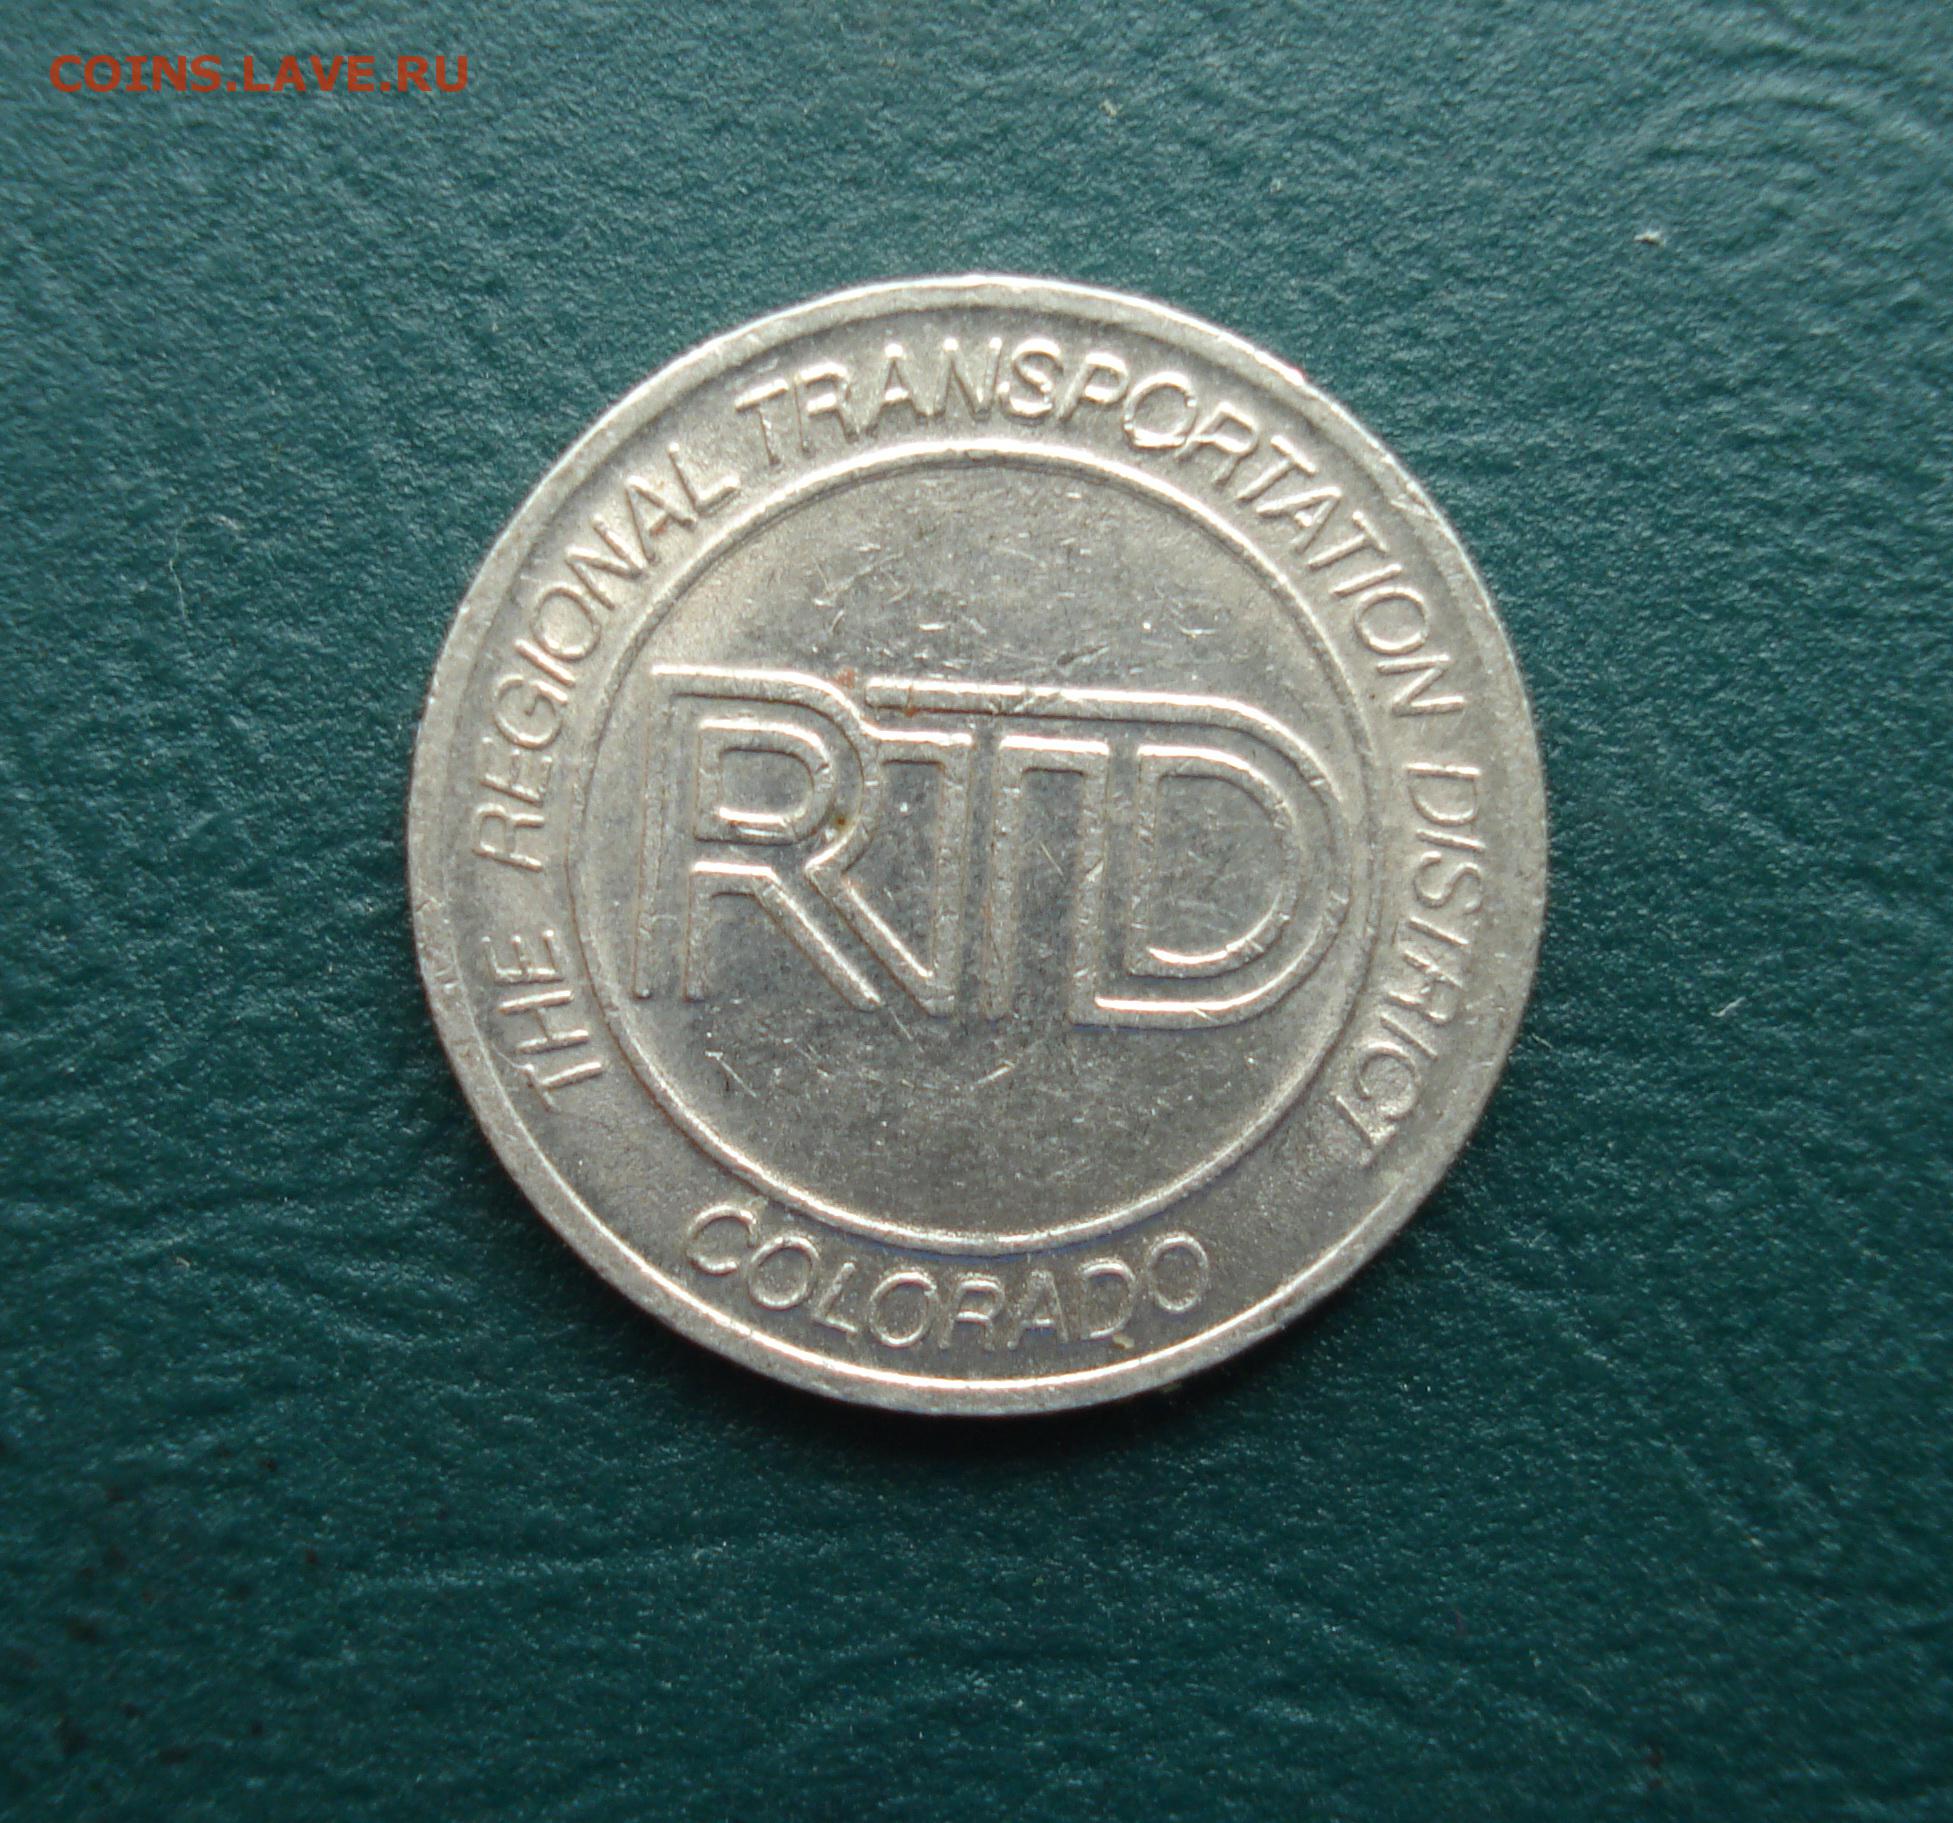 COINS.LAVE.RU
THE REGIONAL TRANSPORTATION DISTRICT
RTD
COLORADO